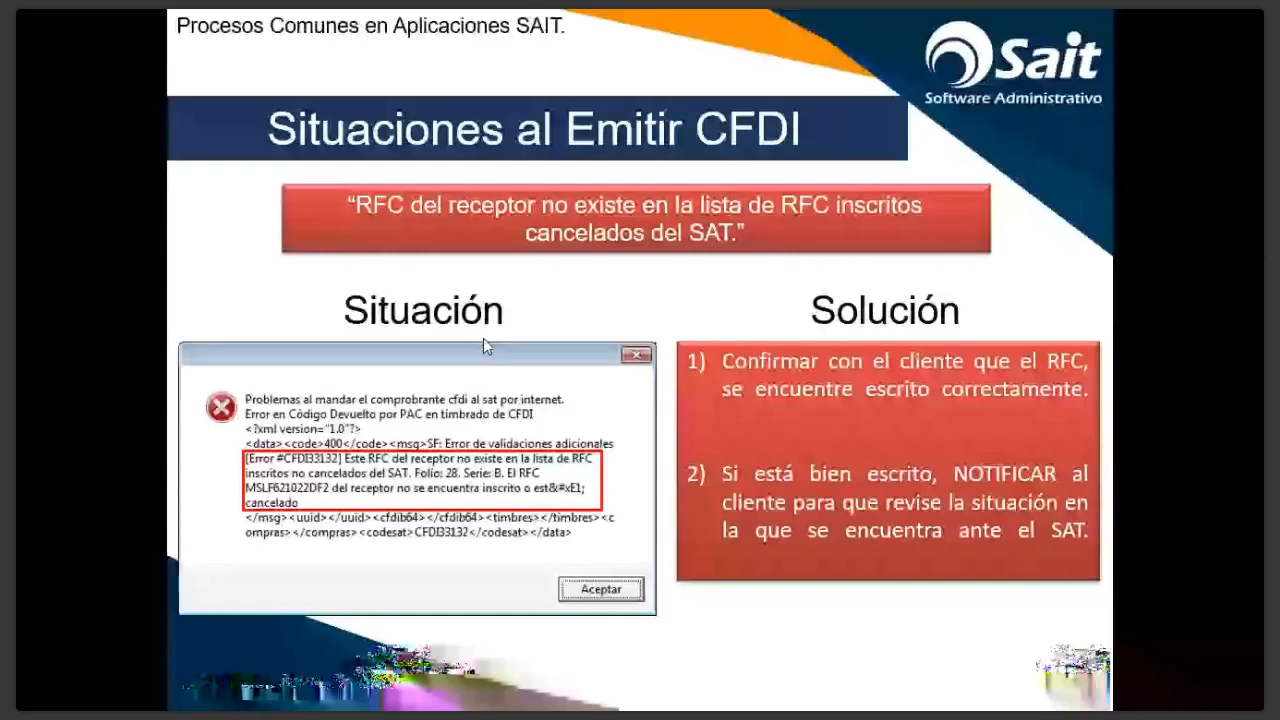 Procesos Comunes en Aplicaciones SAIT.
Sait
Software Administrativo
Situaciones al Emitir CFDI
“RFC del receptor no existe en la lista de RFC inscritos
cancelados del SAT.”
Situación
Solución
Problemas al mandar el comprobrante cfdi al sat por internet.
Error en Código Devuelto por PAC en timbrado de CFDI
<?xml version="1.0"?>
<data><code>400</code><msg>SF: Error de validaciones adicionales
[Error #CFDI33132] Este RFC del receptor no existe en la lista de RFC
inscritos no cancelados del SAT. Folio: 28. Serie: B. El RFC
MSLF621022DF2 del receptor no se encuentra inscrito o est&#xE1;
cancelado
</msg><uuid></uuid><cfdib64></cfdib64><timbres></timbres><c
ompras></compras><codesat>CFDI33132</codesat></data>
Aceptar
1) Confirmar con el cliente que el RFC,
se encuentre escrito correctamente.
2) Si está bien escrito, NOTIFICAR al
cliente para que revise la situación en
la que se encuentra ante el SAT.